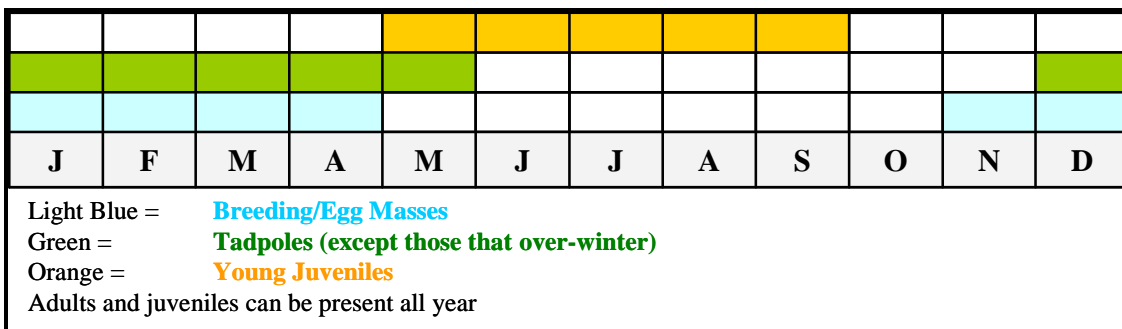 J F M A M J J A S O N D
Light Blue = Breeding/Egg Masses
Green = Tadpoles (except those that over-winter)
Orange = Young Juveniles
Adults and juveniles can be present all year